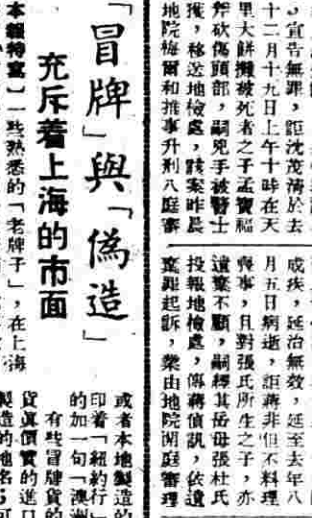 ，宣告無罪，詎沈茂濤於去
十二月十九日上午十時在天
里大餅攤被死者之子孟寶福
斧砍傷頭部，嗣兇手被警士
獲，移送地檢處，該案昨晨
地院梅爾和推事升刑八庭審
成疾，延治無效，延至去年八
月五日病逝，詎蔣非但不料理
喪事，且對張氏所生之子，亦
遺棄不顧，嗣經其岳母張杜氏
投報地檢處，傳蔣偵訊，依遺
棄罪起訴，業由地院開庭審理
「冒牌」與「偽造」
充斥着上海的市面
本報特寫】一些熟悉的「老牌子」，在上海
或者本地製造的
印着「紐約行」
的加一句「澳洲
有些冒牌貨的
貨眞價實的進口
製造的地名